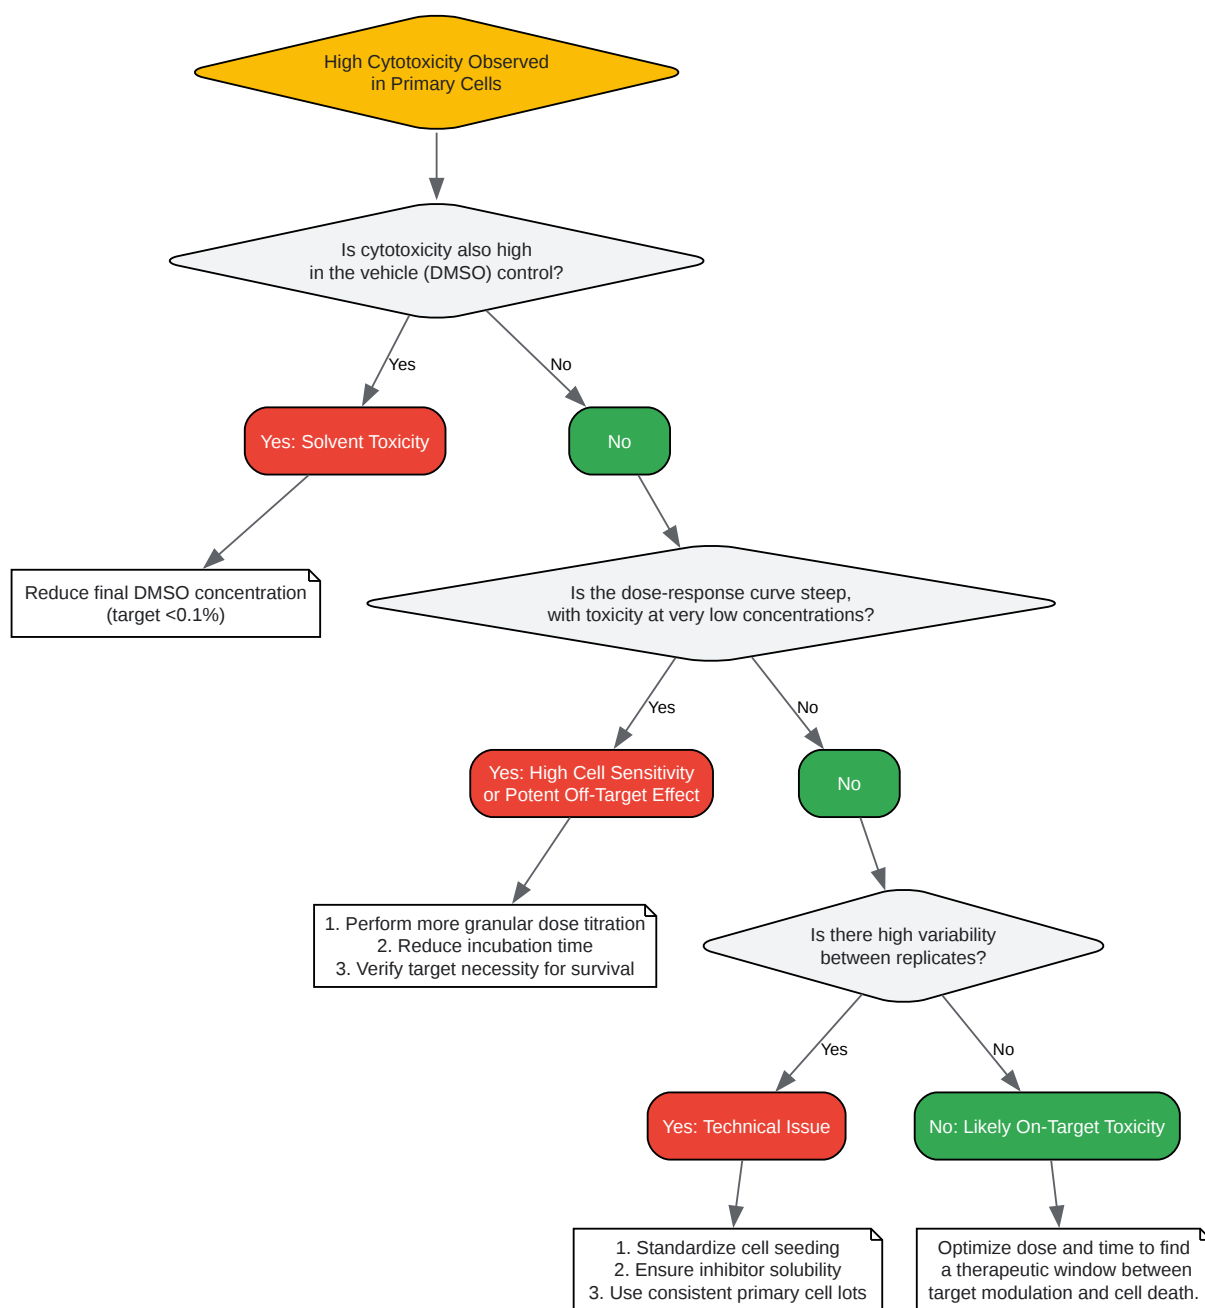 High Cytotoxicity Observed
in Primary Cells
Is cytotoxicity also high
in the vehicle (DMSO) control?
Yes
No
Yes: Solvent Toxicity
No
Reduce final DMSO concentration
(target <0.1%)
Is the dose-response curve steep,
with toxicity at very low concentrations?
Yes
No
Yes: High Cell Sensitivity
or Potent Off-Target Effect
No
1. Perform more granular dose titration
2. Reduce incubation time
3. Verify target necessity for survival
Is there high variability
between replicates?
Yes
No
Yes: Technical Issue
No: Likely On-Target Toxicity
1. Standardize cell seeding
2. Ensure inhibitor solubility
3. Use consistent primary cell lots
Optimize dose and time to find
a therapeutic window between
target modulation and cell death.